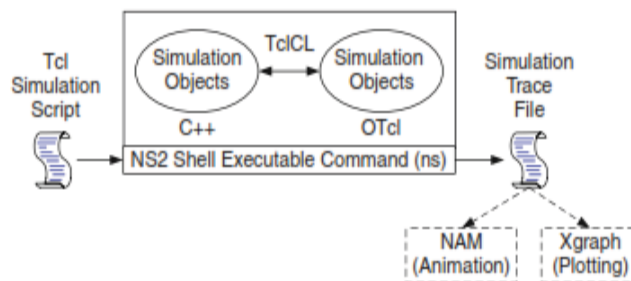 Tcl
Simulation
Script
Simulation
Objects
TclCL
Simulation
Objects
C++
OTcl
NS2 Shell Executable Command (ns)
Simulation
Trace
File
NAM
(Animation)
Xgraph
(Plotting)